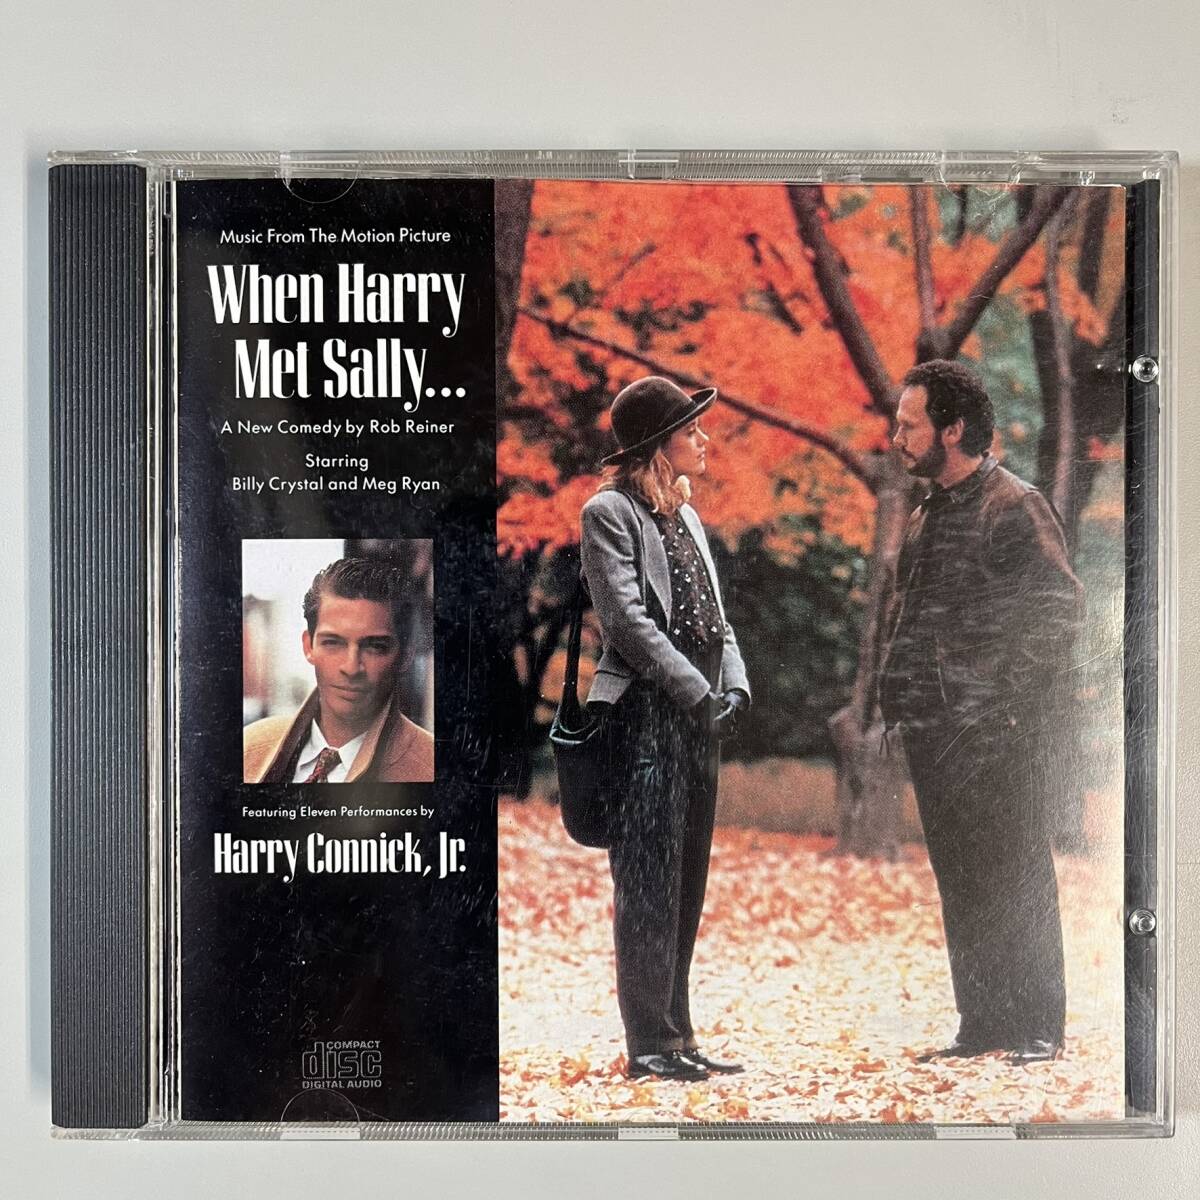 Music From The Motion Picture
When Harry
Met Sally...
A New Comedy by Rob Reiner
Starring
Billy Crystal and Meg Ryan
Featuring Eleven Performances by
Harry Connick, Jr.
COMPACT
disc
DIGITAL AUDIO